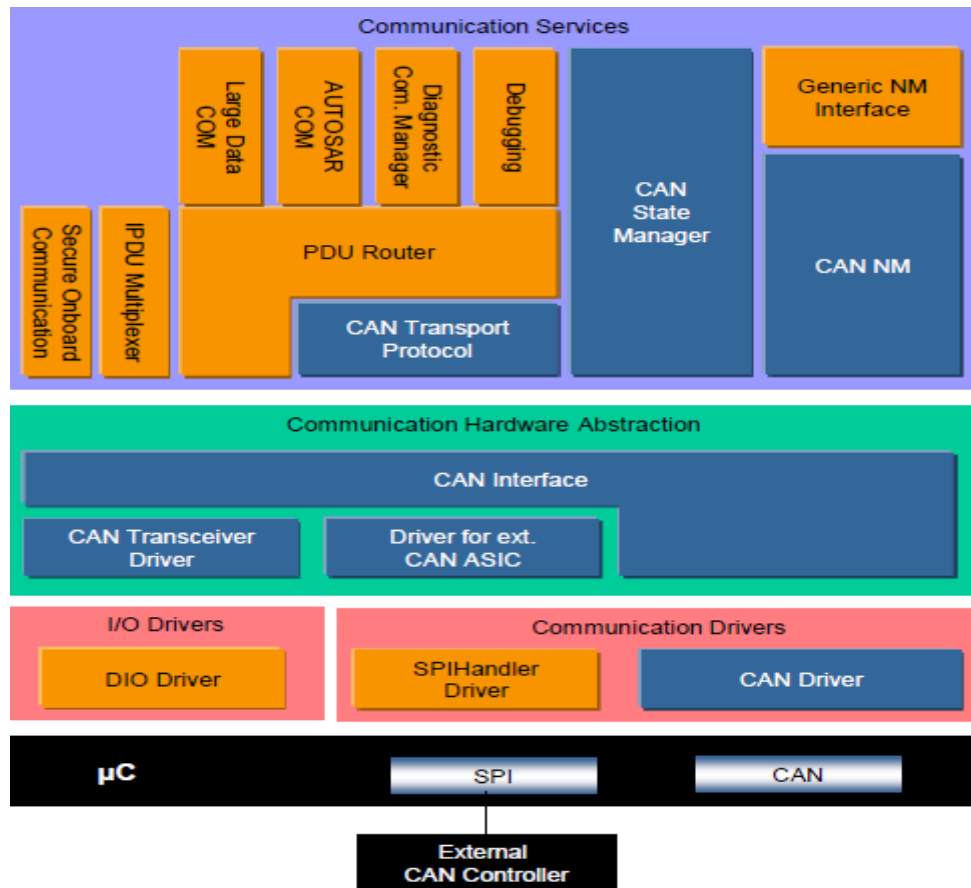 Communication Services
Large Data
COM
AUTOSAR
COM
Diagnostic
Com. Manager
Debugging
CAN
State
Manager
Generic NM
Interface
CAN NM
Secure Onboard
Communication
IPDU Multiplexer
PDU Router
CAN Transport
Protocol
Communication Hardware Abstraction
CAN Interface
CAN Transceiver
Driver
Driver for ext.
CAN ASIC
I/O Drivers
DIO Driver
Communication Drivers
SPIHandler
Driver
CAN Driver
µC
SPI
CAN
External
CAN Controller